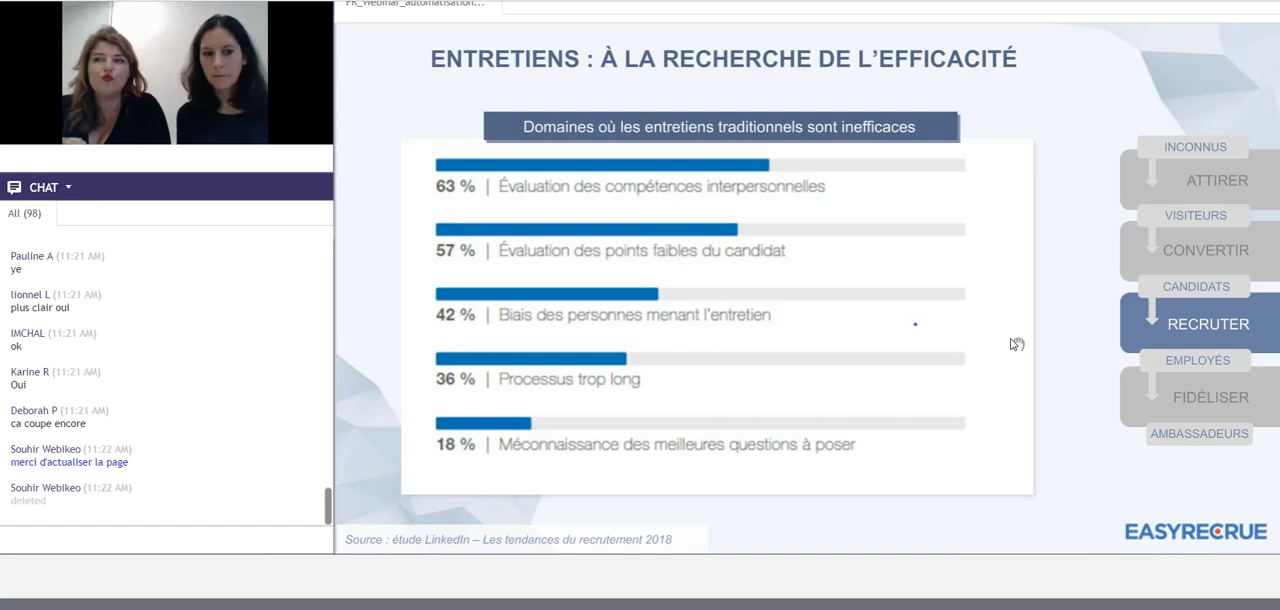 PR_Webinar_automatisation...
ENTRETIENS : À LA RECHERCHE DE L'EFFICACITÉ
Domaines où les entretiens traditionnels sont inefficaces
63 % | Évaluation des compétences interpersonnelles
57 % | Évaluation des points faibles du candidat
42 % | Biais des personnes menant l'entretien
36 % | Processus trop long
18 % | Méconnaissance des meilleures questions à poser
Source : étude LinkedIn – Les tendances du recrutement 2018
INCONNUS
ATTIRER
VISITEURS
CONVERTIR
CANDIDATS
RECRUTER
EMPLOYÉS
FIDÈLISER
AMBASSADEURS
EASYRECRUE
CHAT
All (98)
Pauline A (11:21 AM)
ye
lionnel L (11:21 AM)
plus clair oui
IMCHAL (11:21 AM)
ok
Karine R (11:21 AM)
Oui
Deborah P (11:21 AM)
ca coupe encore
Souhir Webikeo (11:22 AM)
merci d'actualiser la page
Souhir Webikeo (11:22 AM)
deleted